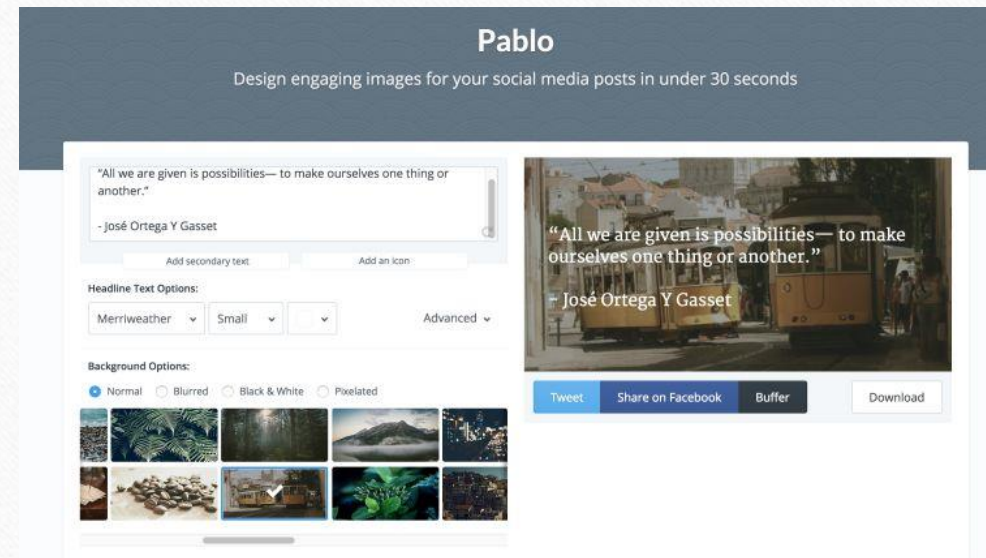 Pablo
Design engaging images for your social media posts in under 30 seconds
"All we are given is possibilities— to make ourselves one thing or
another."
- José Ortega Y Gasset
Add secondary text
Add an icon
Headline Text Options:
Merriweather
Small
Advanced
Background Options:
Normal
Blurred
Black & White
Pixelated
“All we are given is possibilities— to make
ourselves one thing or another.”
- José Ortega Y Gasset
Tweet
Share on Facebook
Buffer
Download